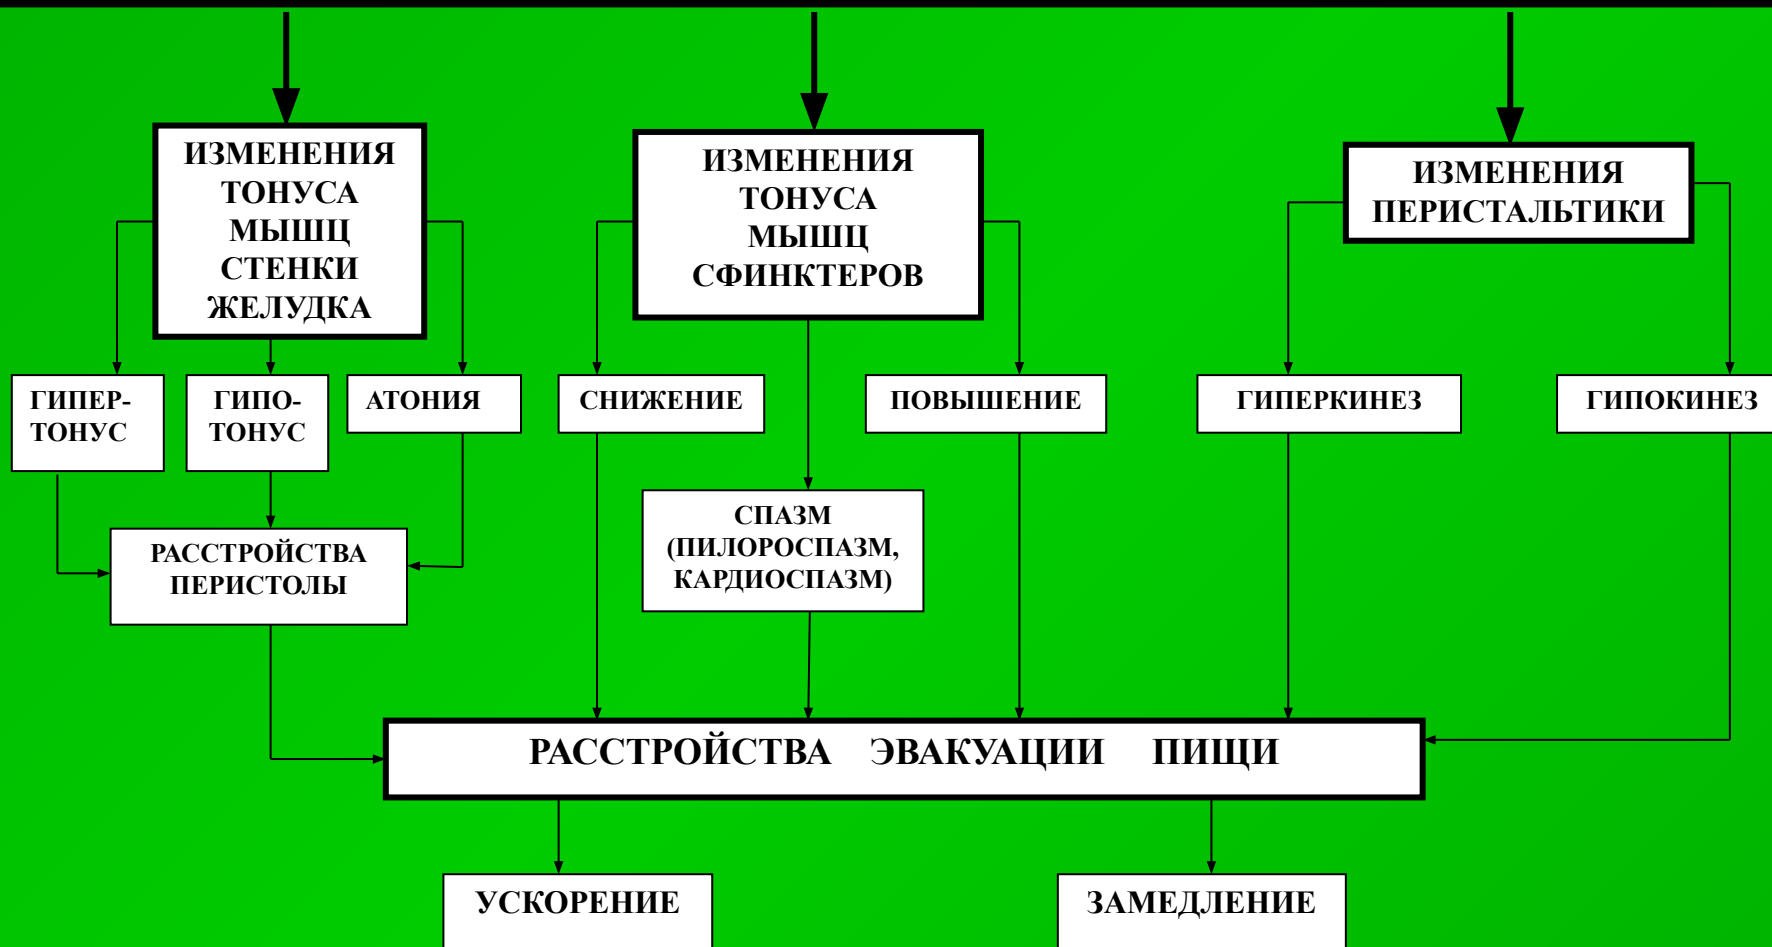 ИЗМЕНЕНИЯ
ТОНУСА
МЫШЦ
СТЕНКИ
ЖЕЛУДКА
ИЗМЕНЕНИЯ
ТОНУСА
МЫШЦ
СФИНКТЕРОВ
ИЗМЕНЕНИЯ
ПЕРИСТАЛЬТИКИ
ГИПЕР-
ТОНУС
ГИПО-
ТОНУС
АТОНИЯ
СНИЖЕНИЕ
ПОВЫШЕНИЕ
ГИПЕРКИНЕЗ
ГИПОКИНЕЗ
СПАЗМ
(ПИЛОРОСПАЗМ,
КАРДИОСПАЗМ)
РАССТРОЙСТВА
ПЕРИСТОЛЫ
РАССТРОЙСТВА ЭВАКУАЦИИ ПИЩИ
УСКОРЕНИЕ
ЗАМЕДЛЕНИЕ